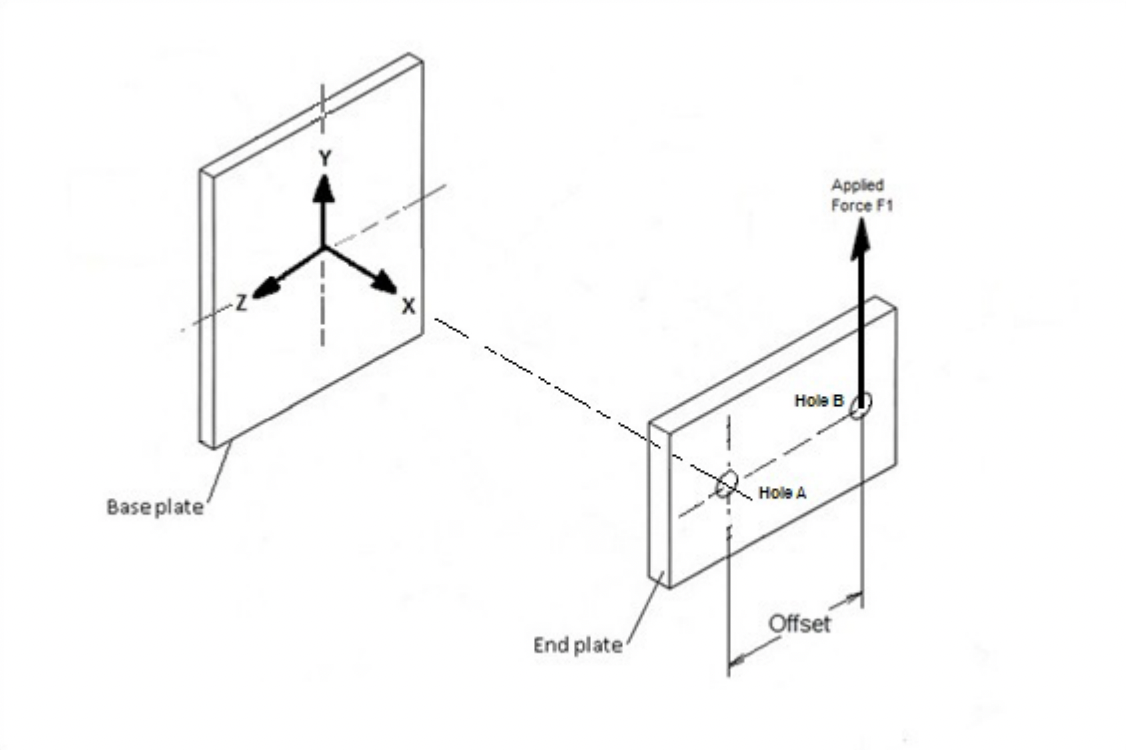 Y
Z
X
Base plate
Applied
Force F1
Hole B
Hole A
End plate
Offset